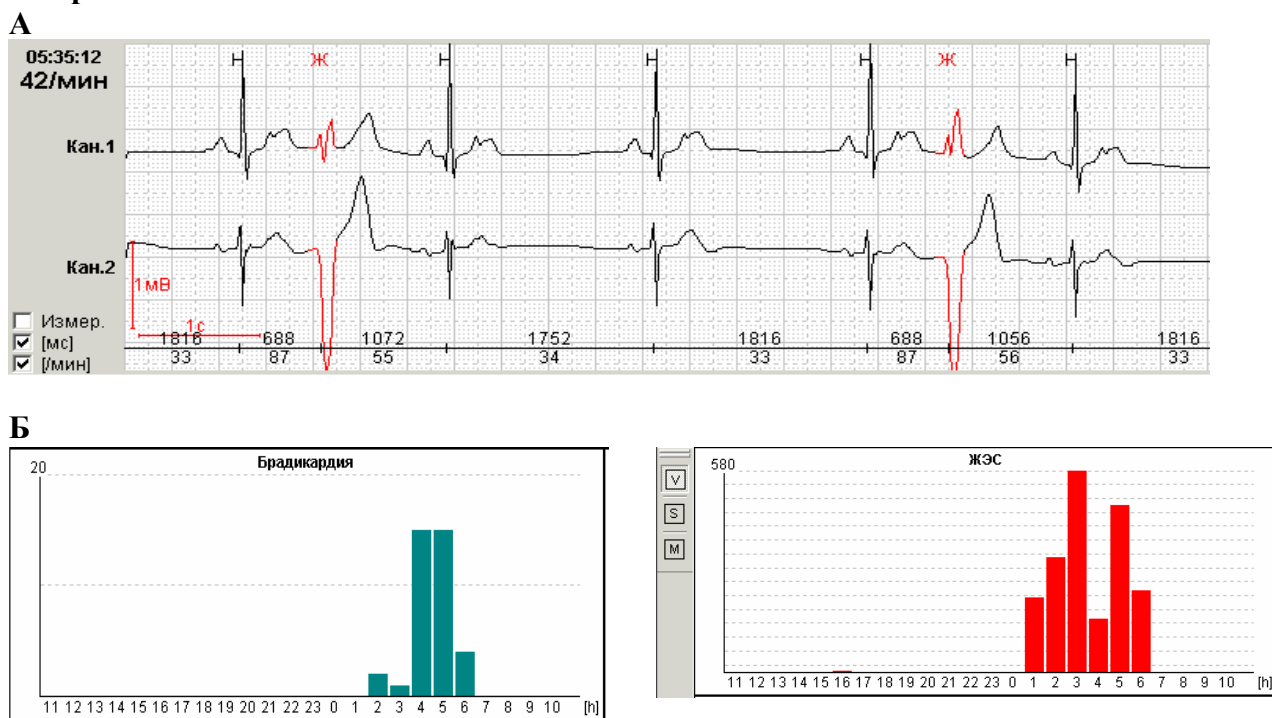 А
05:35:12
42/мин
Н Ж Н Н Н Ж Н
Кан.1
Кан.2
1мВ
1с
Измер.
[мс]
[/мин]
1816 688 1072 1752 1816 688 1056 1816
33 87 55 34 33 87 56 33
Б
Брадикардия
20
11 12 13 14 15 16 17 18 19 20 21 22 23 0 1 2 3 4 5 6 7 8 9 10 [h]
V
S
M
ЖЭС
580
11 12 13 14 15 16 17 18 19 20 21 22 23 0 1 2 3 4 5 6 7 8 9 10 [h]